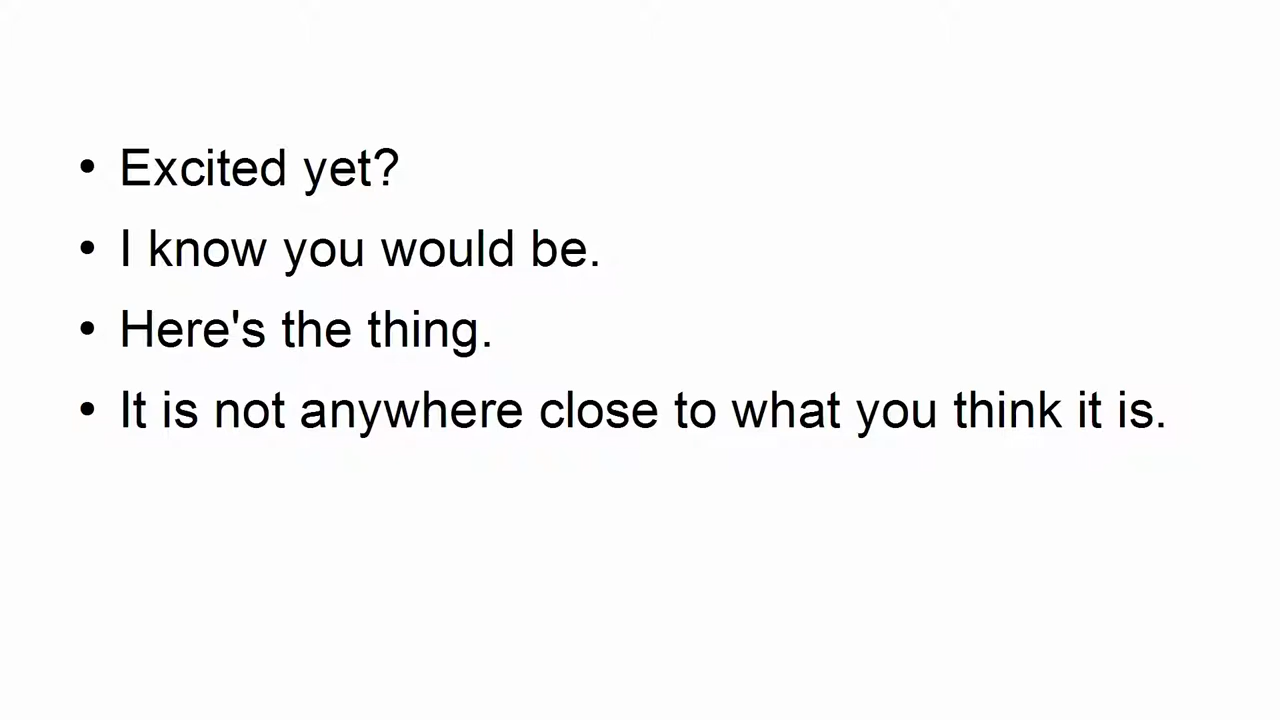 • Excited yet?
• I know you would be.
• Here's the thing.
• It is not anywhere close to what you think it is.